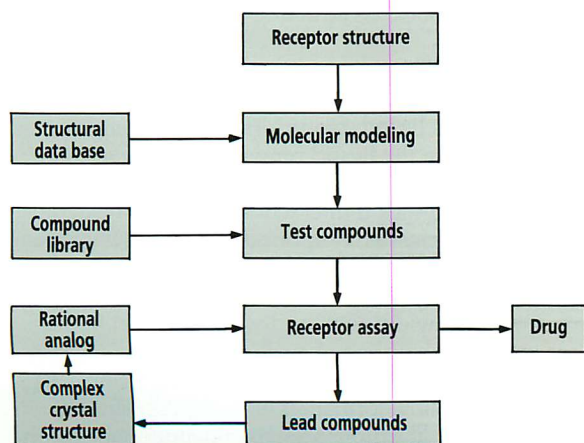 Receptor structure
Structural
data base
Molecular modeling
Compound
library
Test compounds
Rational
analog
Receptor assay
Drug
Complex
crystal
structure
Lead compounds